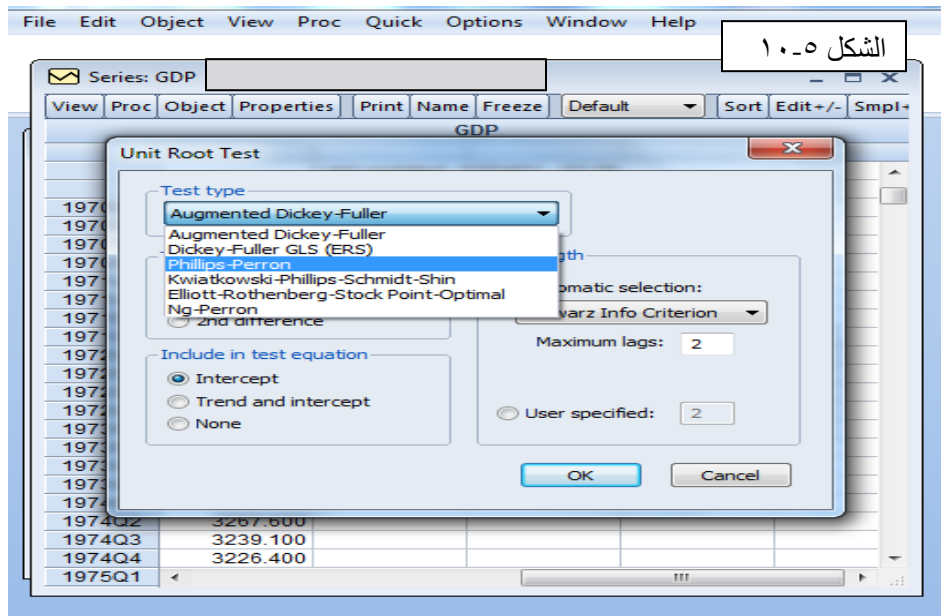 File Edit Object View Proc Quick Options Window Help
الشكل ٥-١٠
Series: GDP
View Proc Object Properties Print Name Freeze Default Sort Edit+/- Smpl+
GDP
Unit Root Test
Test type
Augmented Dickey-Fuller
Augmented Dickey-Fuller
Dickey-Fuller GLS (ERS)
Phillips-Perron
Kwiatkowski-Phillips-Schmidt-Shin
Elliott-Rothenberg-Stock Point-Optimal
Ng-Perron
2nd difference
selection:
Info Criterion
Maximum lags: 2
User specified: 2
Include in test equation
Intercept
Trend and intercept
None
OK Cancel
1974Q2 3267.600
1974Q3 3239.100
1974Q4 3226.400
1975Q1